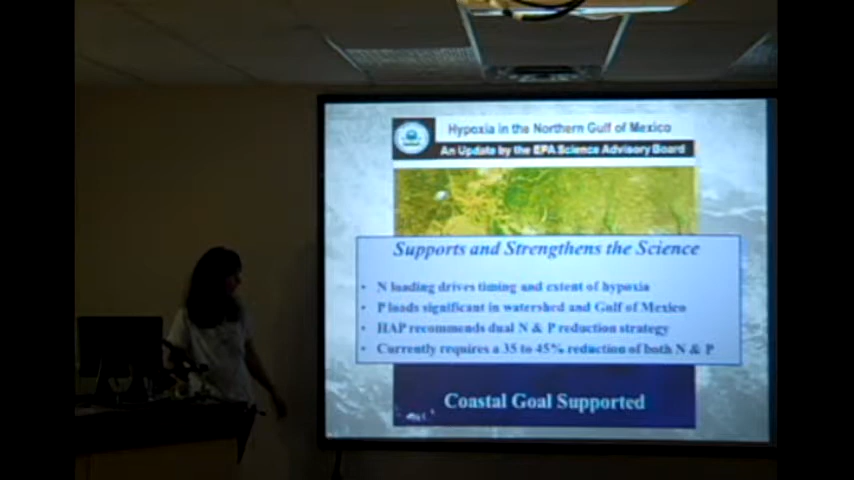 Hypoxia in the Northern Gulf of Mexico
An Update by the EPA Science Advisory Board
Supports and Strengthens the Science
• N loading drives timing and extent of hypoxia
• P loads significant in watershed and Gulf of Mexico
• HAP recommends dual N & P reduction strategy
• Currently requires a 35 to 45% reduction of both N & P
Coastal Goal Supported